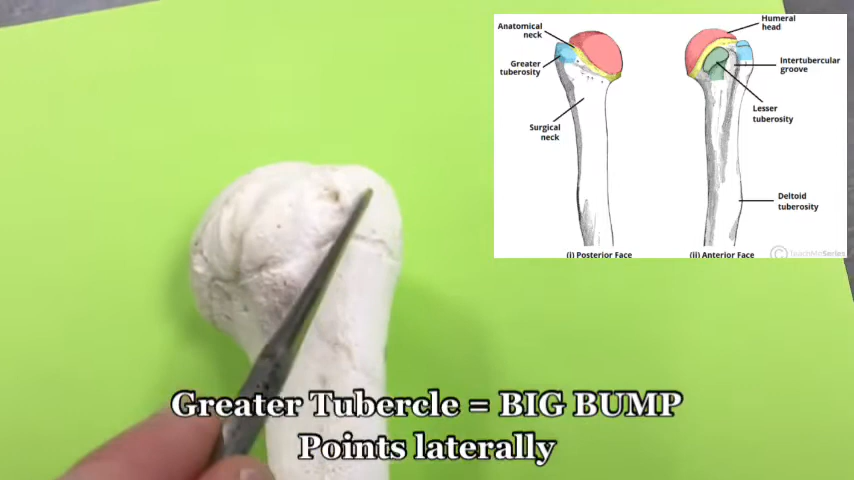 Anatomical
neck
Greater
tuberosity
Surgical
neck
(i) Posterior Face
Humeral
head
Intertubercular
groove
Lesser
tuberosity
Deltoid
tuberosity
(ii) Anterior Face
© TeachMeSeries
Greater Tubercle = BIG BUMP
Points laterally